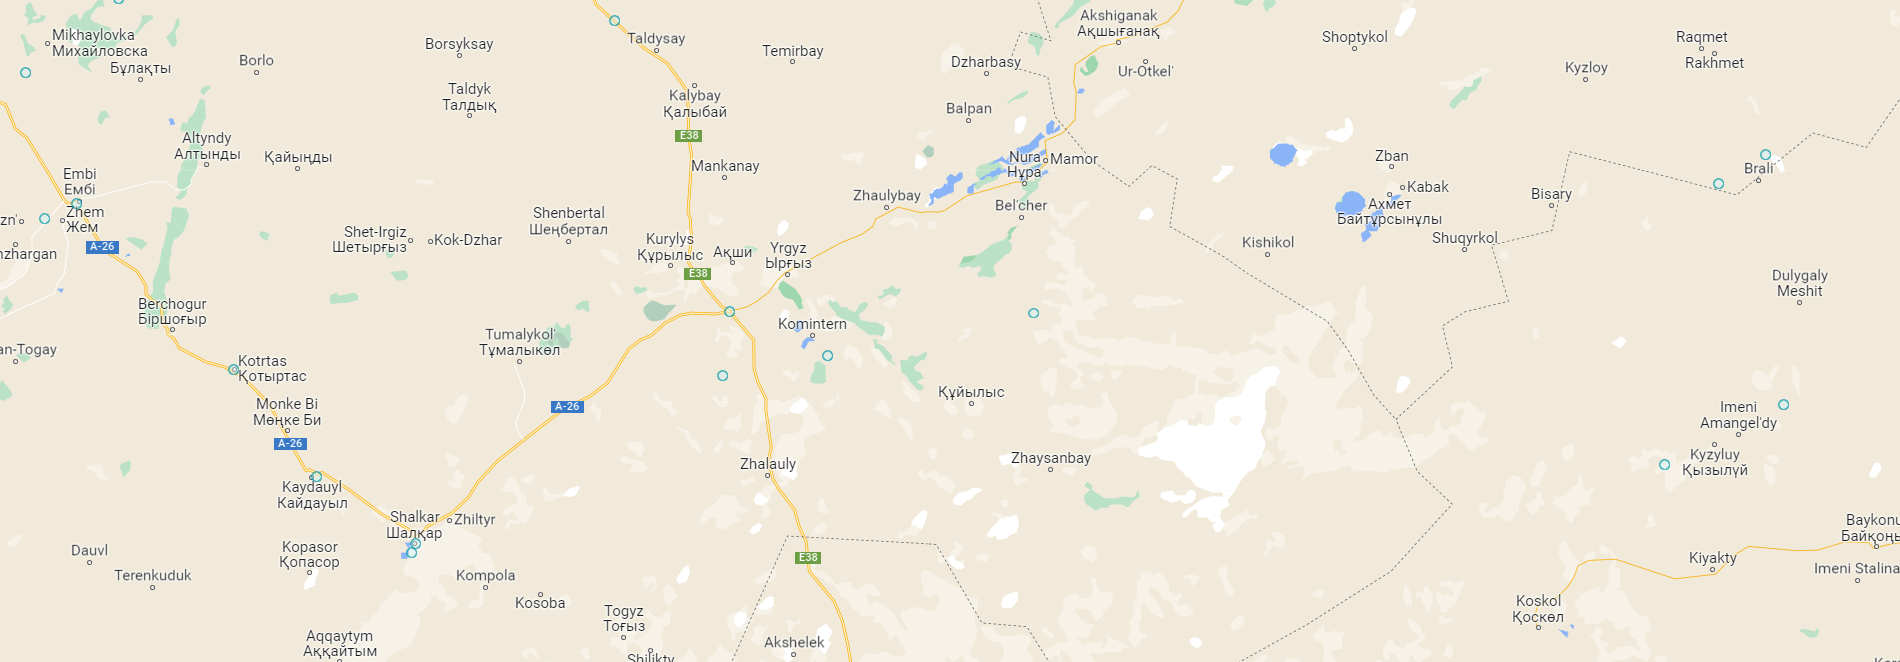 Mikhaylovka
Михайловска
Бұлақты
Borlo
Borsyksay
Taldysay
Temirbay
Dzharbasy
Akshiganak
Ақшығанақ
Ur-Otkel'
Shoptykol
Raqmet
Rakhmet
Kyzloy
Taldyk
Талдық
Kalybay
Қалыбай
E38
Balpan
Altyndy
Алтынды
Қайыңды
Mankanay
Nura
Нұра
Mamor
Zban
Kabak
Ахмет
Байтұрсынұлы
Bisary
Brali
Embi
Ембі
Zhem
Жем
zn'
nzhargan
A-26
Zhaulybay
Bel'cher
Shenbertal
Шеңбертал
Shet-Irgiz
Шетырғыз
Kok-Dzhar
Kurylys
Құрылыс
Ақши
Yrgyz
Ырғыз
E38
Kishikol
Shuqyrkol
Dulygaly
Meshit
Berchogur
Біршоғыр
Komintern
Tumalykol'
Тұмалыкөл
an-Togay
Kotrtas
Қотыртас
Monke Bi
Мөңке Би
A-26
A-26
Құйылыс
Imeni
Amangel'dy
Kyzyluy
Қызылүй
Zhalauly
Zhaysanbay
Kaydauyl
Кайдауыл
Shalkar
Шалқар
Zhiltyr
Baykonu
Байқоңы
Dauvl
Terenkuduk
Kopasor
Қопасор
Kompola
Kosoba
E38
Kiyakty
Imeni Stalina
Koskol
Қоскөл
Togyz
Тоғыз
Aqqaytym
Аққайтым
Shilikty
Akshelek